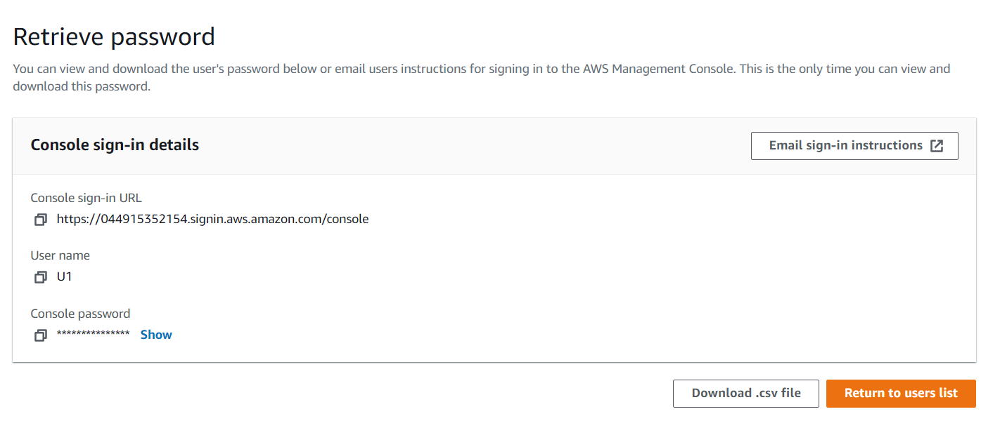 Retrieve password
You can view and download the user's password below or email users instructions for signing in to the AWS Management Console. This is the only time you can view and
download this password.
Console sign-in details
Email sign-in instructions
Console sign-in URL
https://044915352154.signin.aws.amazon.com/console
User name
U1
Console password
*************** Show
Download .csv file
Return to users list